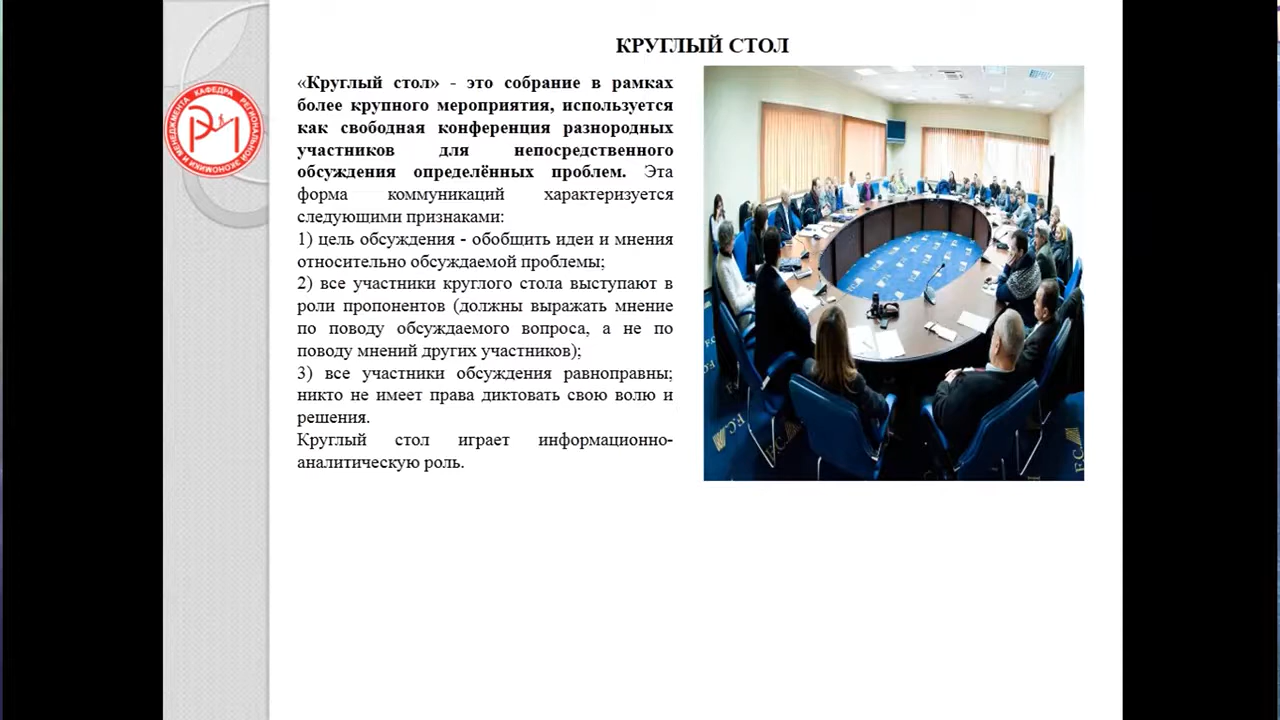 КРУГЛЫЙ СТОЛ
«Круглый стол» - это собрание в рамках
более крупного мероприятия, используется
как свободная конференция разнородных
участников для непосредственного
обсуждения определённых проблем. Эта
форма коммуникаций характеризуется
следующими признаками:
1) цель обсуждения - обобщить идеи и мнения
относительно обсуждаемой проблемы;
2) все участники круглого стола выступают в
роли пропонентов (должны выражать мнение
по поводу обсуждаемого вопроса, а не по
поводу мнений других участников);
3) все участники обсуждения равноправны;
никто не имеет права диктовать свою волю и
решения.
Круглый стол играет информационно-
аналитическую роль.
КАФЕДРА РЕГИОНАЛЬНОЙ ЭКОНОМИКИ И МЕНЕДЖМЕНТА
F.C.
F.C.
F.C.